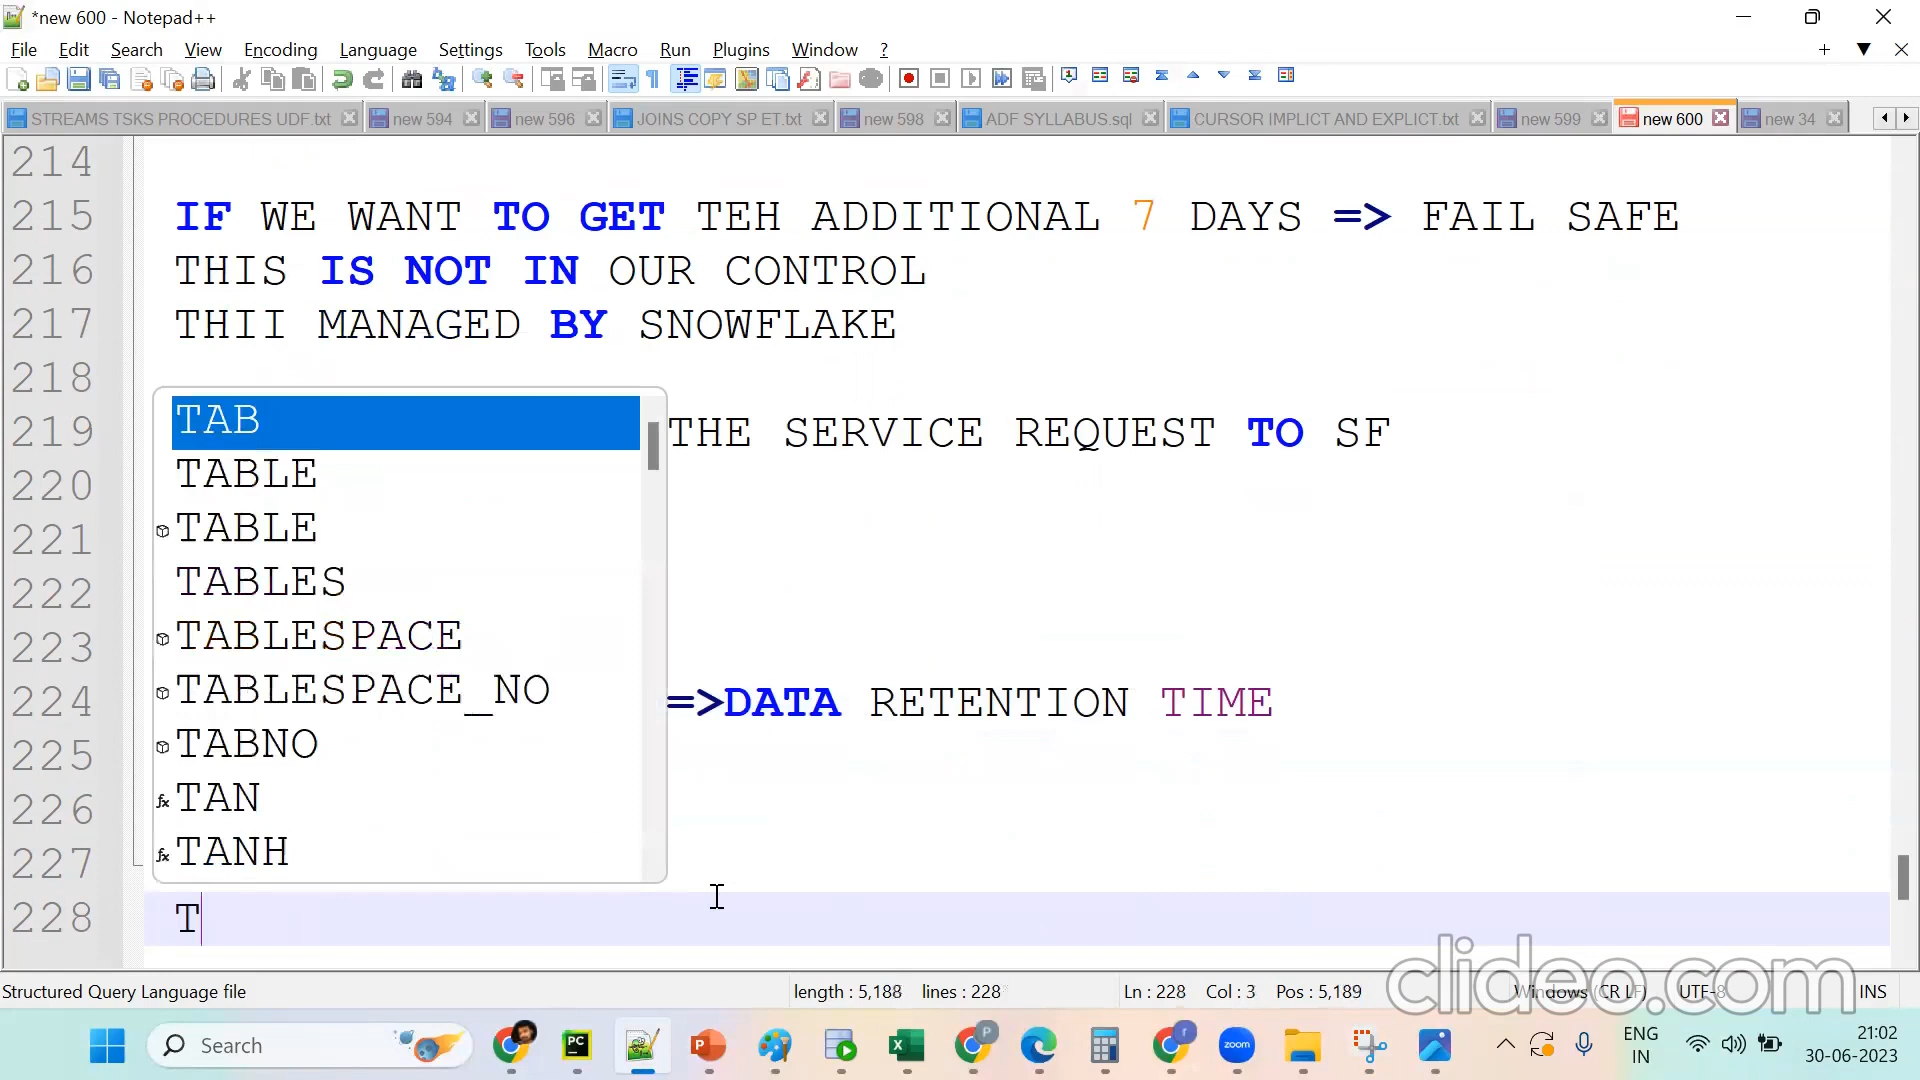 *new 600 - Notepad++
File Edit Search View Encoding Language Settings Tools Macro Run Plugins Window ?
STREAMS TSKS PROCEDURES UDF.txt new 594 new 596 JOINS COPY SP ET.txt new 598 ADF SYLLABUS.sql CURSOR IMPLICT AND EXPLICT.txt new 599 new 600 new 34
214
215 IF WE WANT TO GET TEH ADDITIONAL 7 DAYS => FAIL SAFE
216 THIS IS NOT IN OUR CONTROL
217 THII MANAGED BY SNOWFLAKE
218
TAB
219 THE SERVICE REQUEST TO SF
TABLE
220
TABLE
221
TABLES
222
TABLESPACE
223
TABLESPACE_NO
224 =>DATA RETENTION TIME
TABNO
225
TAN
226
TANH
227
228 T
Structured Query Language file length : 5,188 lines : 228 Ln : 228 Col : 3 Pos : 5,189 Windows (CR LF) UTF-8 INS
clideo.com
Search PC P r zoom ENG IN 21:02 30-06-2023